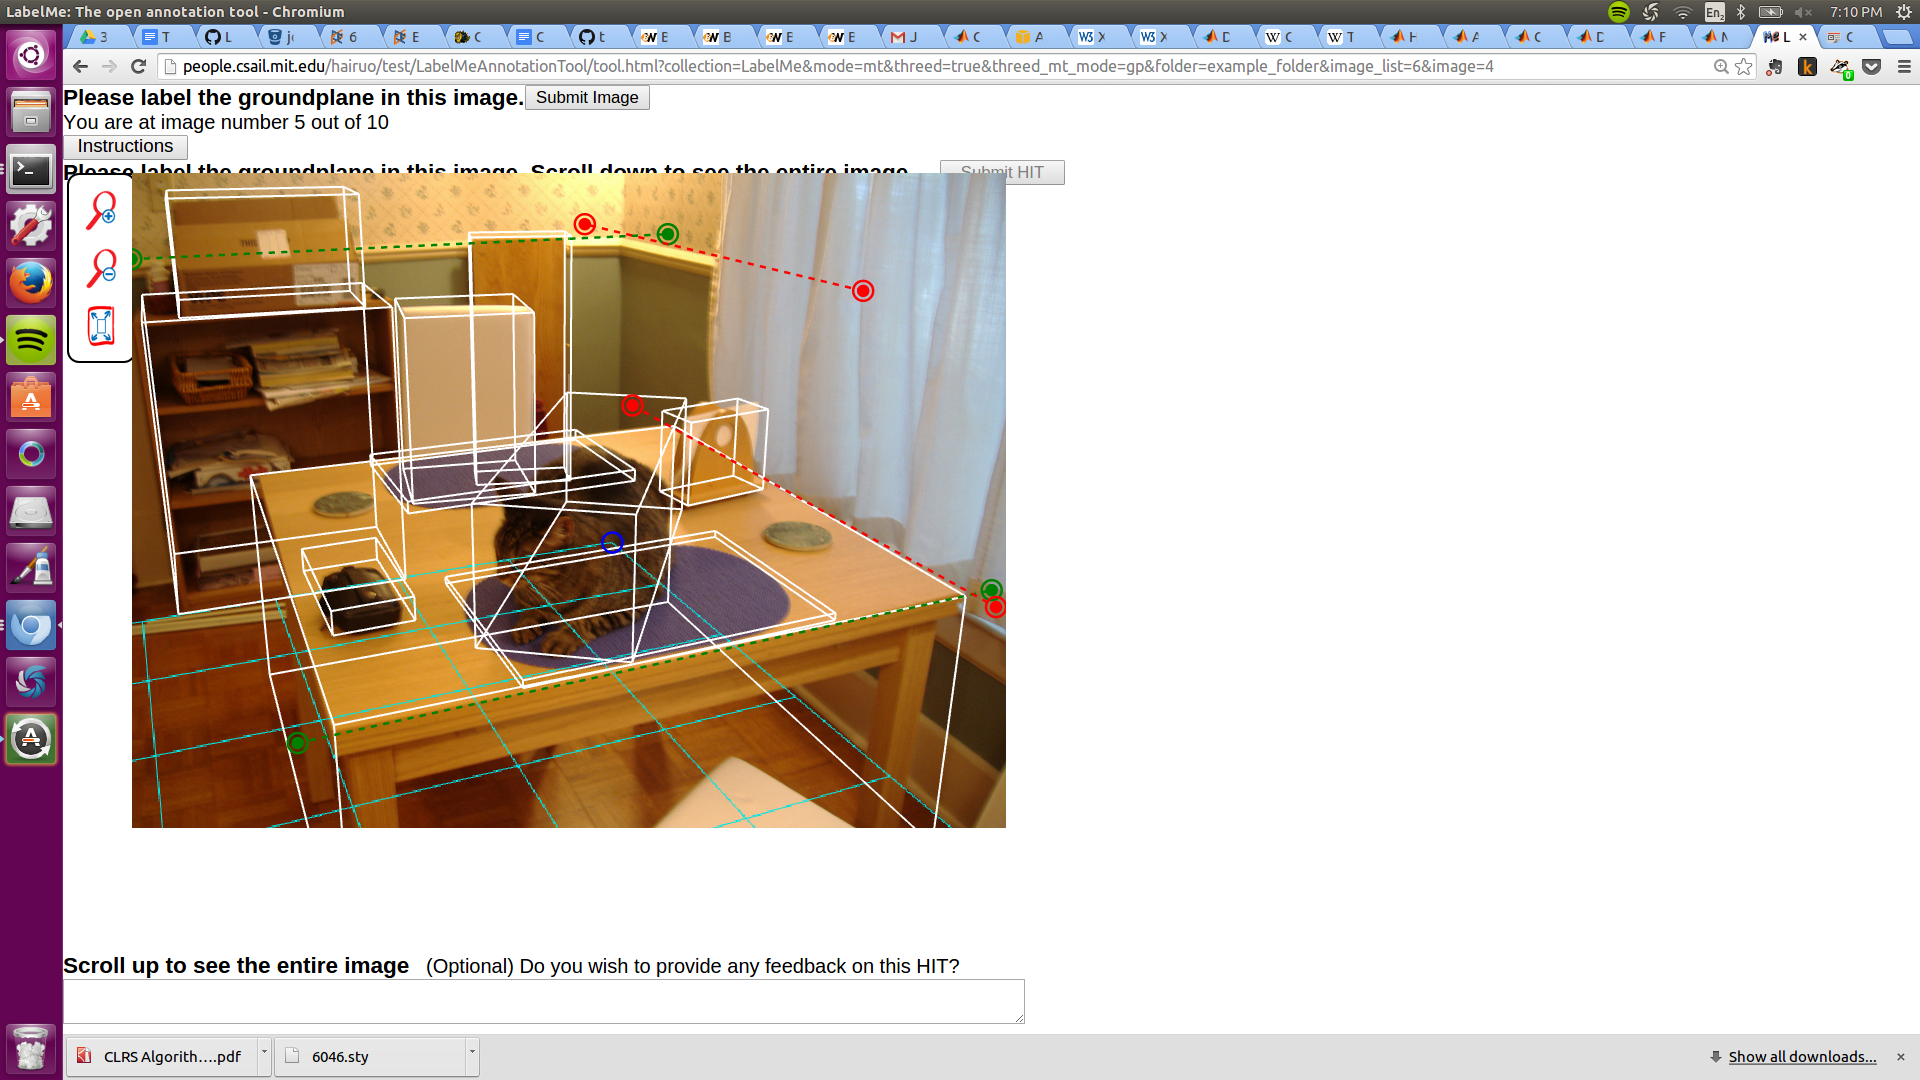 LabelMe: The open annotation tool - Chromium
En₂
7:10 PM
3
T
L
6
E
C
C
t
E
B
E
E
J
C
A
W3 X
W3 X
D
W C
W T
H
A
C
D
F
L ×
C
people.csail.mit.edu/hairuo/test/LabelMeAnnotationTool/tool.html?collection=LabelMe&mode=mt&threed=true&threed_mt_mode=gp&folder=example_folder&image_list=6&image=4
0
Please label the groundplane in this image. Submit Image
You are at image number 5 out of 10
Instructions
Please label the groundplane in this image. Scroll down to see the entire image. Submit HIT
THIS
Scroll up to see the entire image (Optional) Do you wish to provide any feedback on this HIT?
CLRS Algorith....pdf
6046.sty
Show all downloads...